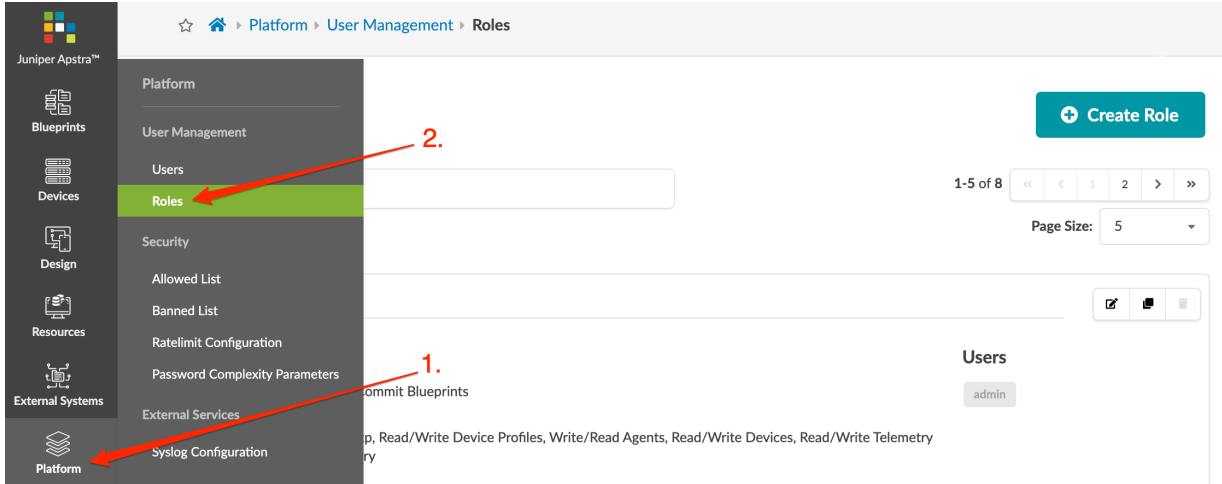 Juniper Apstra™
Blueprints
Devices
Design
Resources
External Systems
Platform
Platform
User Management
Users
Roles
Security
Allowed List
Banned List
Ratelimit Configuration
Password Complexity Parameters
External Services
Syslog Configuration
Platform User Management Roles
Create Role
2.
1-5 of 8 « < 1 2 > »
Page Size: 5
1.
Users
ommit Blueprints
admin
p, Read/Write Device Profiles, Write/Read Agents, Read/Write Devices, Read/Write Telemetry
ry